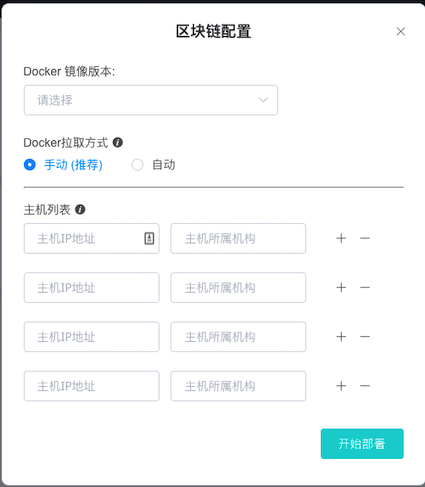 区块链配置
Docker 镜像版本:
请选择
Docker拉取方式
手动 (推荐) 自动
主机列表
主机IP地址 主机所属机构
主机IP地址 主机所属机构
主机IP地址 主机所属机构
主机IP地址 主机所属机构
开始部署